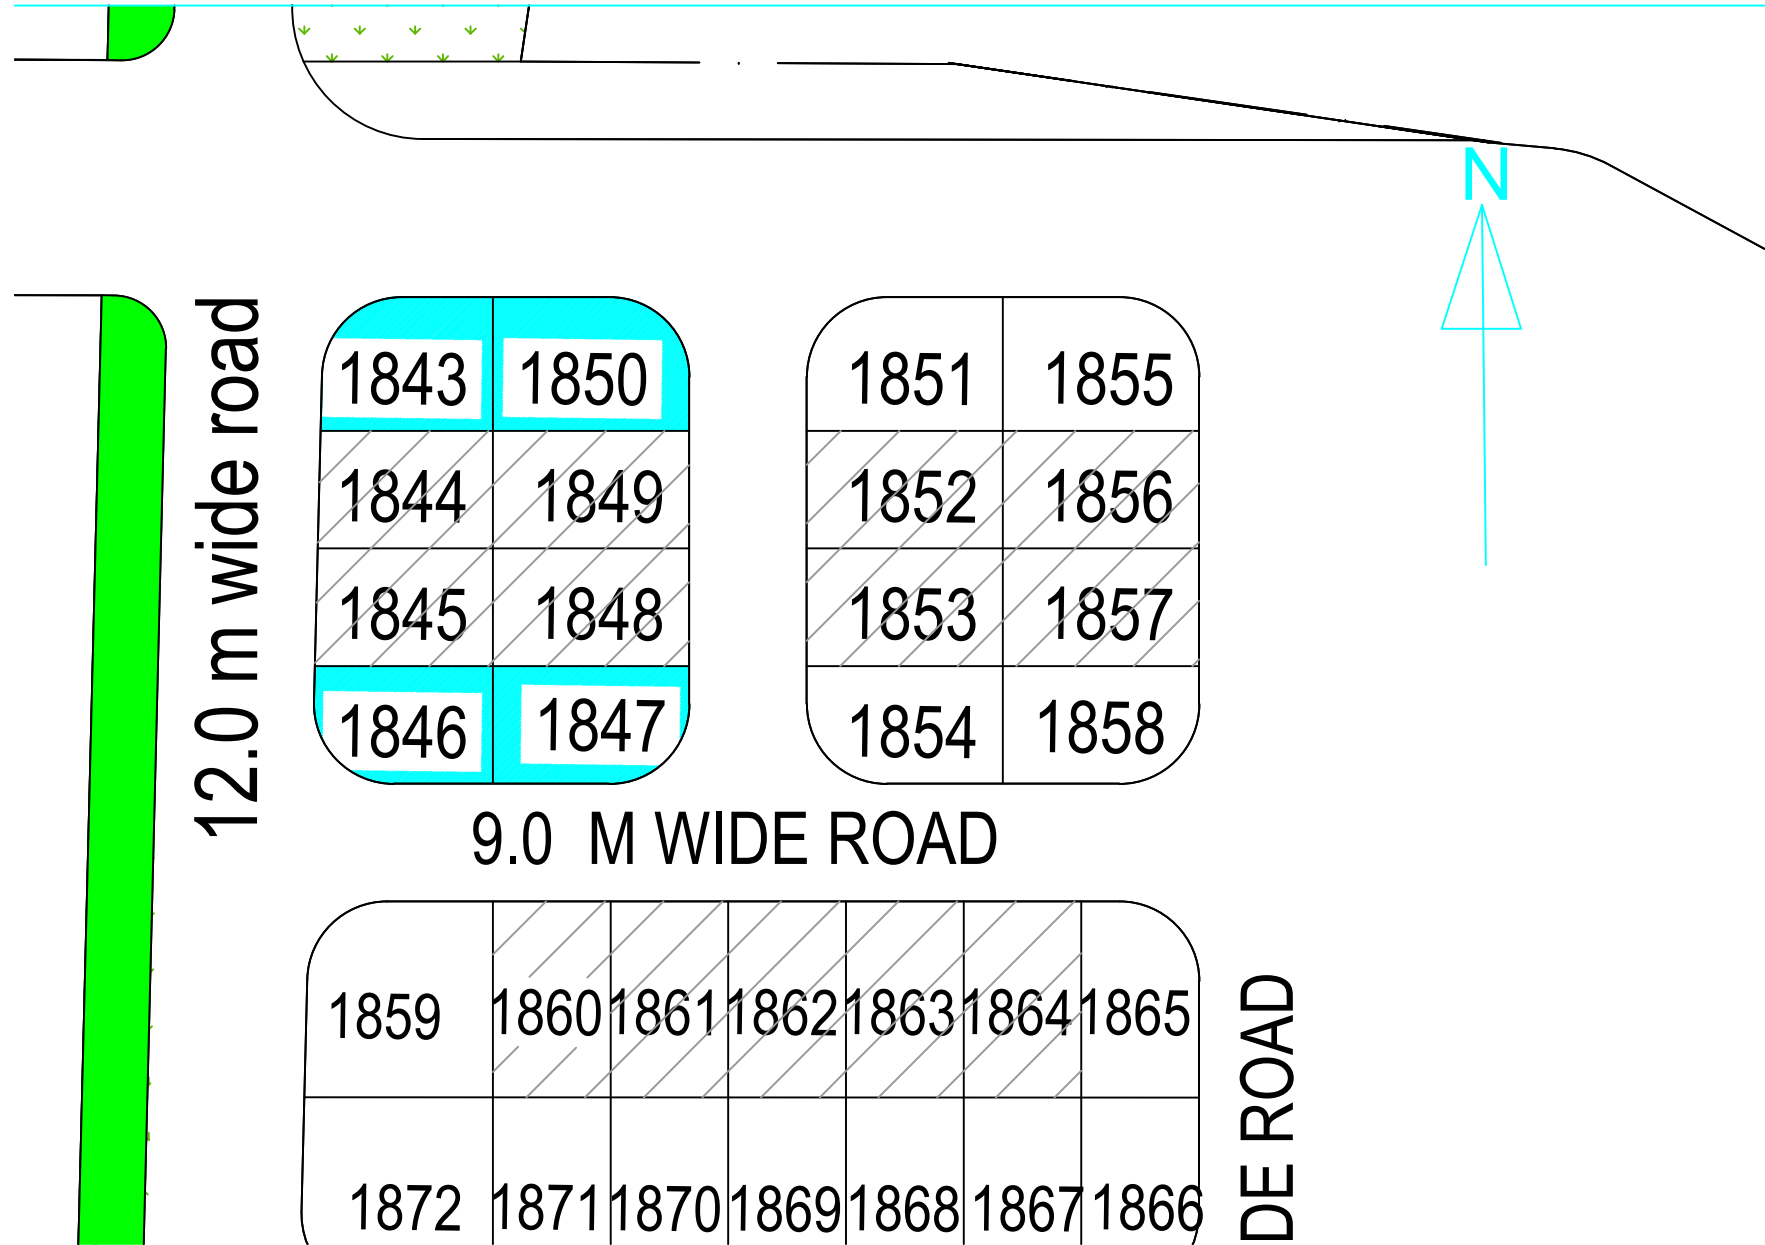 N
12.0 m wide road
1843 1850 1851 1855
1844 1849 1852 1856
1845 1848 1853 1857
1846 1847 1854 1858
9.0 M WIDE ROAD
1859 1860 1861 1862 1863 1864 1865
DE ROAD
1872 1871 1870 1869 1868 1867 1866